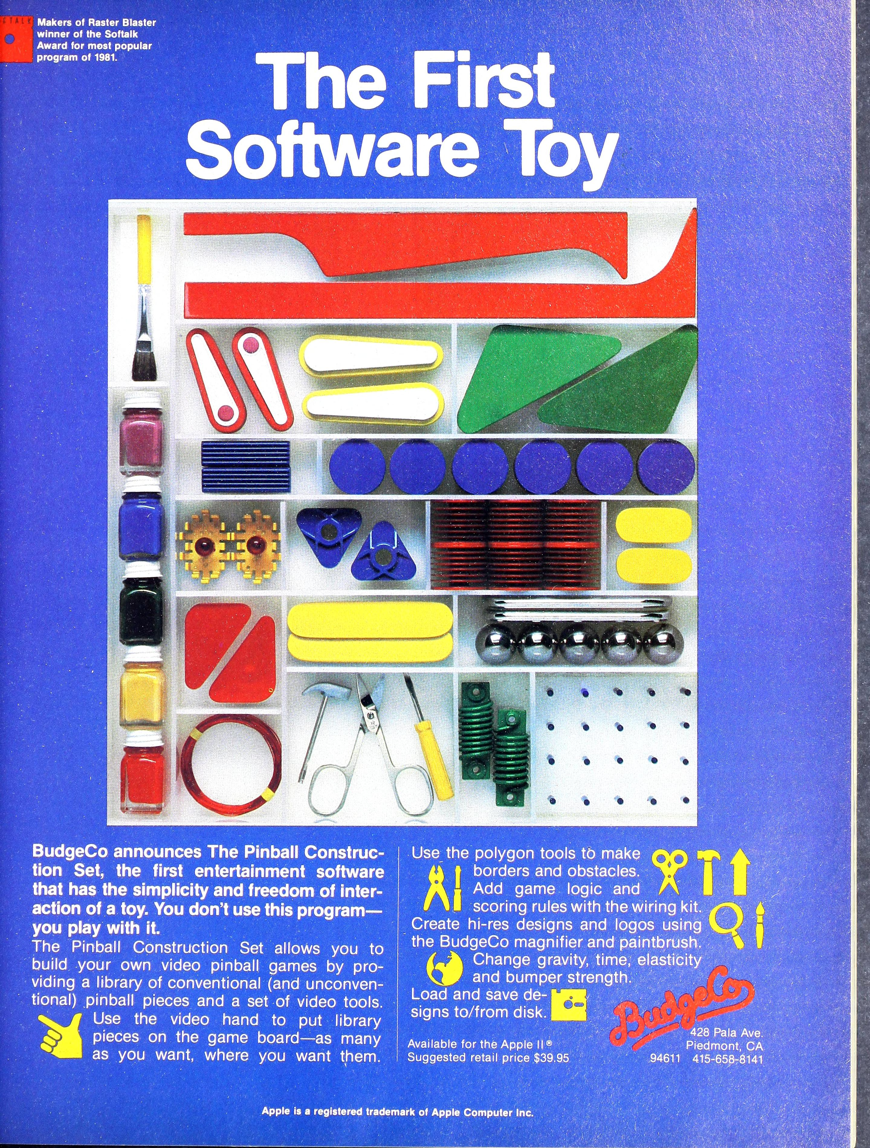 Makers of Raster Blaster
winner of the Softalk
Award for most popular
program of 1981.
The First
Software Toy
BudgeCo announces The Pinball Construc-
tion Set, the first entertainment software
that has the simplicity and freedom of inter-
action of a toy. You don't use this program—
you play with it.
The Pinball Construction Set allows you to
build your own video pinball games by pro-
viding a library of conventional (and unconven-
tional) pinball pieces and a set of video tools.
Use the video hand to put library
pieces on the game board—as many
as you want, where you want them.
Use the polygon tools to make
borders and obstacles.
Add game logic and
scoring rules with the wiring kit.
Create hi-res designs and logos using
the BudgeCo magnifier and paintbrush.
Change gravity, time, elasticity
and bumper strength.
Load and save de-
signs to/from disk.
Available for the Apple II®
Suggested retail price $39.95
BudgeCo
428 Pala Ave.
Piedmont, CA
94611 415-658-8141
Apple is a registered trademark of Apple Computer Inc.